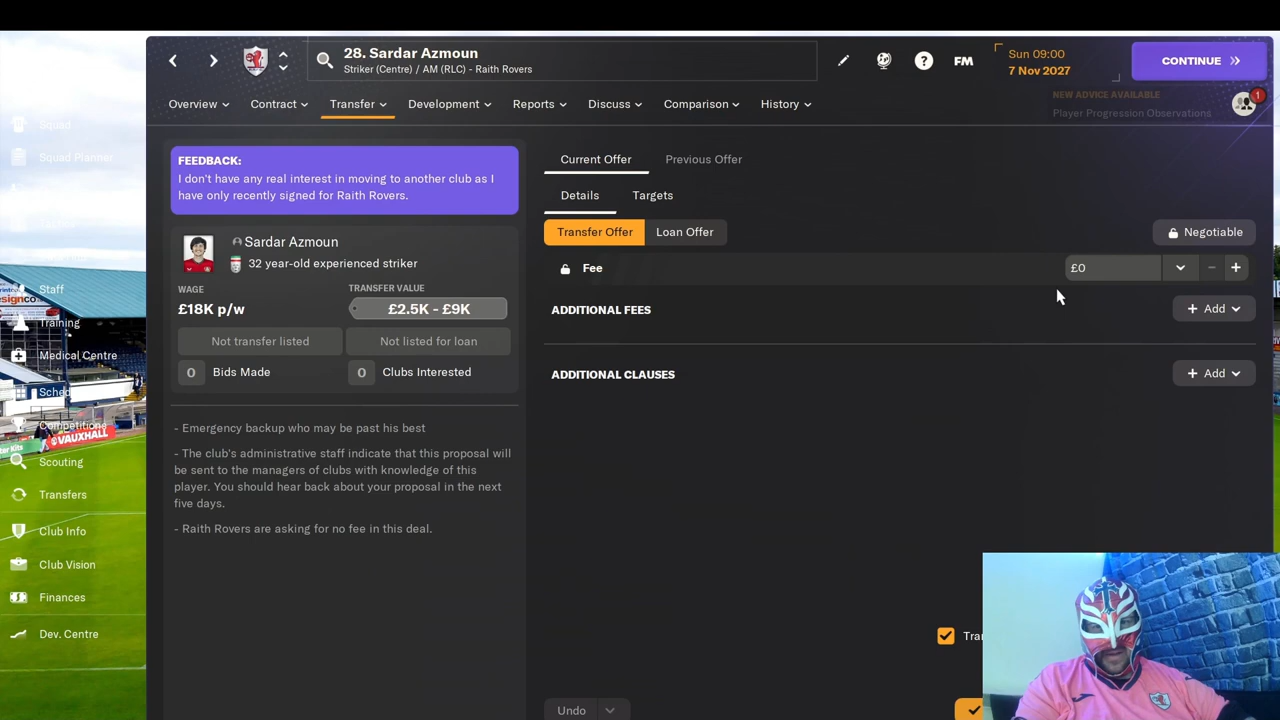 28. Sardar Azmoun
Striker (Centre) / AM (RLC) - Raith Rovers
?
FM
Sun 09:00
7 Nov 2027
CONTINUE
Overview
Contract
Transfer
Development
Reports
Discuss
Comparison
History
NEW ADVICE AVAILABLE
Player Progression Observations
1
Squad
Squad Planner
Staff
Training
Medical Centre
Sched
Competitions
Scouting
Transfers
Club Info
Club Vision
Finances
Dev. Centre
VAUXHALL
FEEDBACK:
I don't have any real interest in moving to another club as I
have only recently signed for Raith Rovers.
Sardar Azmoun
32 year-old experienced striker
WAGE
TRANSFER VALUE
£18K p/w
£2.5K - £9K
Not transfer listed
Not listed for loan
0 Bids Made
0 Clubs Interested
- Emergency backup who may be past his best
- The club's administrative staff indicate that this proposal will
be sent to the managers of clubs with knowledge of this
player. You should hear back about your proposal in the next
five days.
- Raith Rovers are asking for no fee in this deal.
Current Offer
Previous Offer
Details
Targets
Transfer Offer
Loan Offer
Negotiable
Fee
£0
ADDITIONAL FEES
+ Add
ADDITIONAL CLAUSES
+ Add
Undo